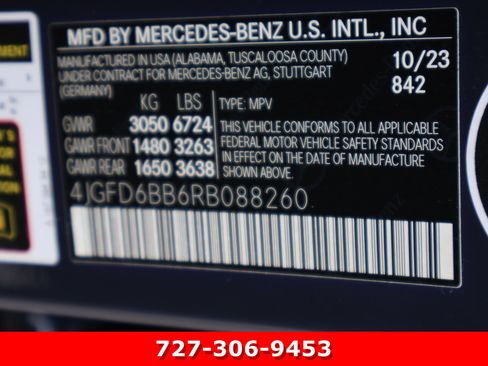 MFD BY MERCEDES-BENZ U.S. INTL., INC
MANUFACTURED IN USA (ALABAMA, TUSCALOOSA COUNTY) 10/23
UNDER CONTRACT FOR MERCEDES-BENZ AG, STUTTGART 842
(GERMANY)
KG LBS TYPE: MPV
GVWR 3050 6724 THIS VEHICLE CONFORMS TO ALL APPLICABLE
GAWR FRONT 1480 3263 FEDERAL MOTOR VEHICLE SAFETY STANDARDS
GAWR REAR 1650 3638 IN EFFECT ON THE DATE OF MANUFACTURE
SHOWN ABOVE.
4JGFD6BB6RB088260
727-306-9453